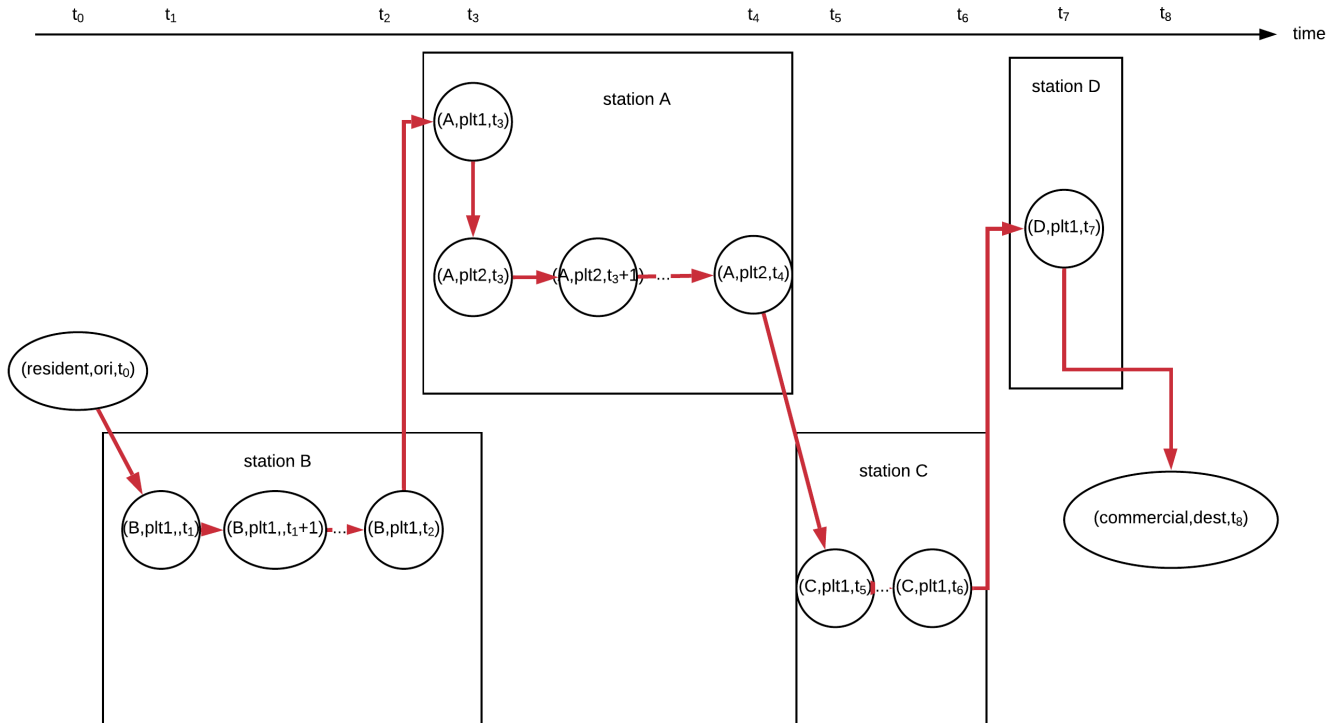 t₀ t₁ t₂ t₃ t₄ t₅ t₆ t₇ t₈
time
station A
station D
(A,plt1,t₃)
(D,plt1,t₇)
(A,plt2,t₃) (A,plt2,t₃+1) ... (A,plt2,t₄)
(resident,ori,t₀)
station B
station C
(B,plt1,,t₁) (B,plt1,,t₁+1) ... (B,plt1,t₂)
(commercial,dest,t₈)
(C,plt1,t₅) ... (C,plt1,t₆)